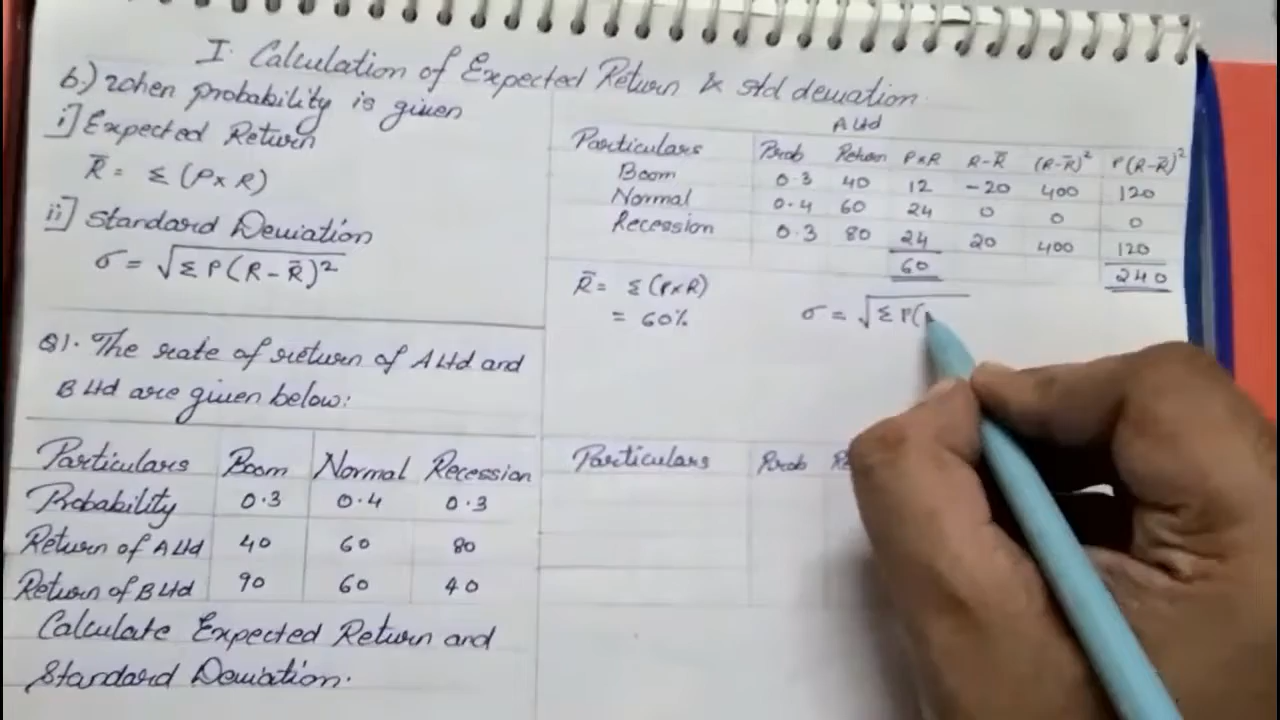 I. Calculation of Expected Return & std deviation
b.) When probability is given
i] Expected Return
R̄ = Σ (P×R)
ii] Standard Deviation
σ = √Σ P(R-R̄)²
Q1. The rate of return of A Ltd and
B Ltd are given below:
Particulars Boom Normal Recession
Probability 0.3 0.4 0.3
Return of A Ltd 40 60 80
Return of B Ltd 90 60 40
Calculate Expected Return and
Standard Deviation.
A Ltd
Particulars Prob Return P×R R-R̄ (R-R̄)² P(R-R̄)²
Boom 0.3 40 12 -20 400 120
Normal 0.4 60 24 0 0 0
Recession 0.3 80 24 20 400 120
60 240
R̄ = Σ(P×R)
= 60%
σ = √Σ P(
Particulars Prob